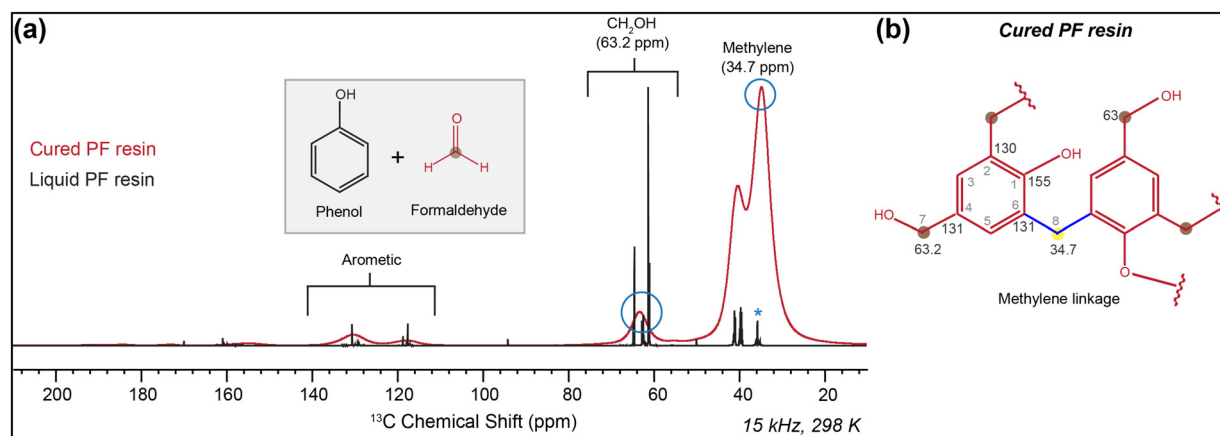 (a)
CH2OH
(63.2 ppm)
Methylene
(34.7 ppm)
Cured PF resin
Liquid PF resin
OH
+
O
H
H
Phenol
Formaldehyde
Arometic
*
200
180
160
140
120
100
80
60
40
20
13C Chemical Shift (ppm)
15 kHz, 298 K
(b)
Cured PF resin
OH
63
130
OH
2
3
1
155
HO
7
4
6
8
5
131
131
63.2
34.7
O
Methylene linkage